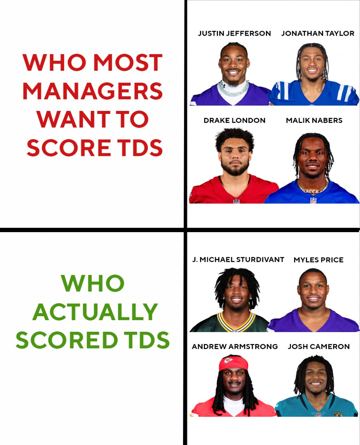 WHO MOST
MANAGERS
WANT TO
SCORE TDS
JUSTIN JEFFERSON
JONATHAN TAYLOR
DRAKE LONDON
MALIK NABERS
WHO
ACTUALLY
SCORED TDS
J. MICHAEL STURDIVANT
MYLES PRICE
ANDREW ARMSTRONG
JOSH CAMERON